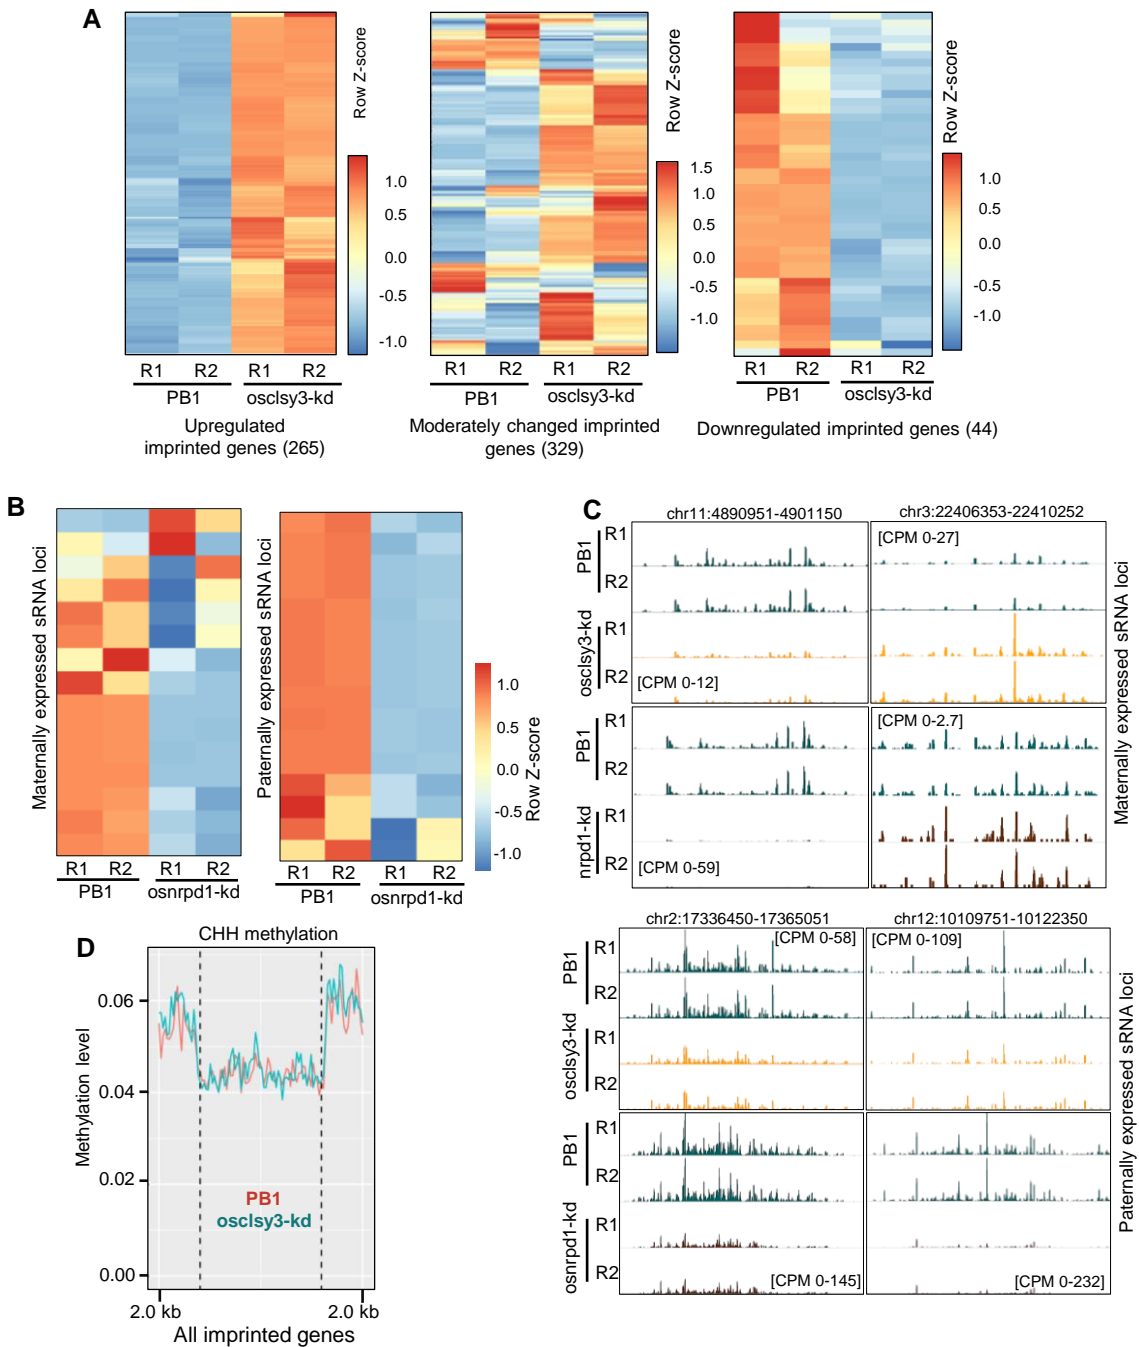 A
Row Z-score
1.0
0.5
0.0
-0.5
-1.0
R1 R2 R1 R2
PB1 osclsy3-kd
Upregulated
imprinted genes (265)
Row Z-score
1.5
1.0
0.5
0.0
-0.5
-1.0
R1 R2 R1 R2
PB1 osclsy3-kd
Moderately changed imprinted
genes (329)
Row Z-score
1.0
0.5
0.0
-0.5
-1.0
R1 R2 R1 R2
PB1 osclsy3-kd
Downregulated imprinted genes (44)
B
Maternally expressed sRNA loci
R1 R2 R1 R2
PB1 osnrpd1-kd
Paternally expressed sRNA loci
R1 R2 R1 R2
PB1 osnrpd1-kd
1.0
0.5
0.0
-0.5
-1.0
Row Z-score
C
chr11:4890951-4901150 chr3:22406353-22410252
PB1
R1
R2
osclsy3-kd
R1
R2
[CPM 0-12]
[CPM 0-27]
PB1
R1
R2
nrpd1-kd
R1
R2
[CPM 0-59]
[CPM 0-2.7]
Maternally expressed sRNA loci
chr2:17336450-17365051 chr12:10109751-10122350
PB1
R1
R2
osclsy3-kd
R1
R2
[CPM 0-58]
[CPM 0-109]
PB1
R1
R2
osnrpd1-kd
R1
R2
[CPM 0-145]
[CPM 0-232]
Paternally expressed sRNA loci
D
CHH methylation
Methylation level
0.06
0.04
0.02
0.00
PB1
osclsy3-kd
2.0 kb 2.0 kb
All imprinted genes